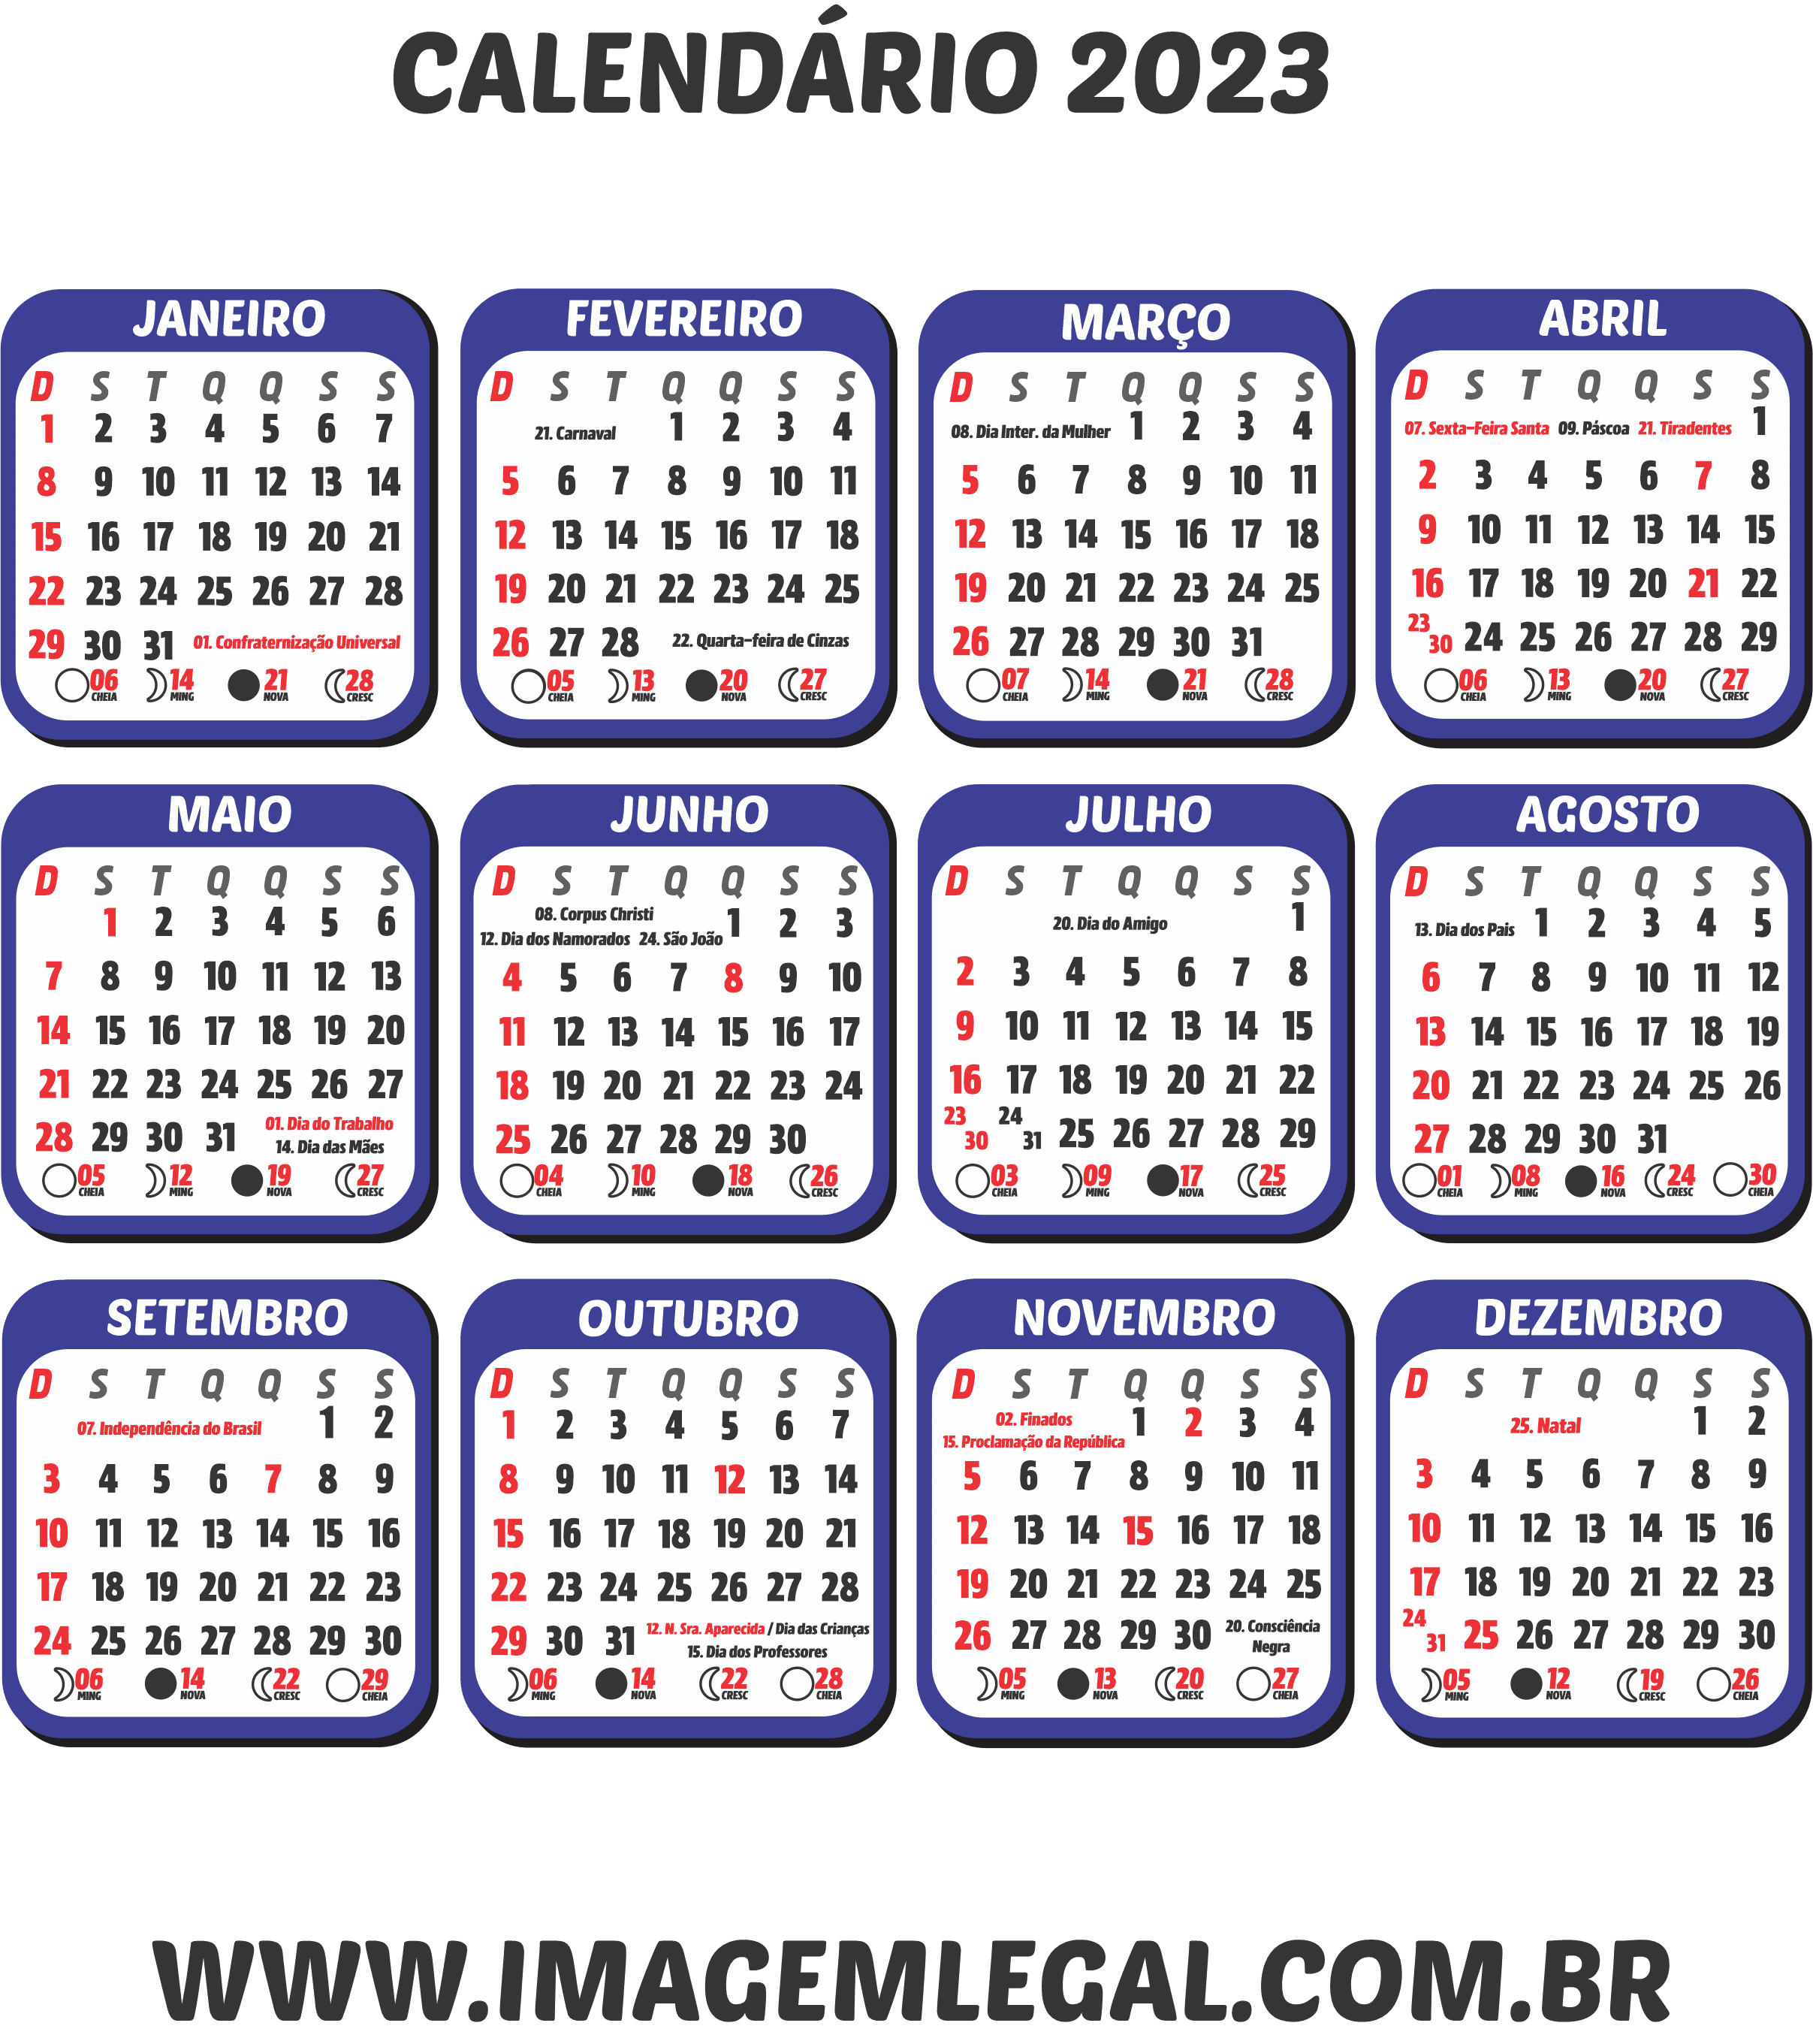 CALENDÁRIO 2023
JANEIRO
D S T Q Q S S
1 2 3 4 5 6 7
8 9 10 11 12 13 14
15 16 17 18 19 20 21
22 23 24 25 26 27 28
29 30 31 01. Confraternização Universal
06 CHEIA 14 MING 21 NOVA 28 CRESC
FEVEREIRO
D S T Q Q S S
21. Carnaval 1 2 3 4
5 6 7 8 9 10 11
12 13 14 15 16 17 18
19 20 21 22 23 24 25
26 27 28 22. Quarta-feira de Cinzas
05 CHEIA 13 MING 20 NOVA 27 CRESC
MARÇO
D S T Q Q S S
08. Dia Inter. da Mulher 1 2 3 4
5 6 7 8 9 10 11
12 13 14 15 16 17 18
19 20 21 22 23 24 25
26 27 28 29 30 31
07 CHEIA 14 MING 21 NOVA 28 CRESC
ABRIL
D S T Q Q S S
07. Sexta-Feira Santa 09. Páscoa 21. Tiradentes 1
2 3 4 5 6 7 8
9 10 11 12 13 14 15
16 17 18 19 20 21 22
23 30 24 25 26 27 28 29
06 CHEIA 13 MING 20 NOVA 27 CRESC
MAIO
D S T Q Q S S
1 2 3 4 5 6
7 8 9 10 11 12 13
14 15 16 17 18 19 20
21 22 23 24 25 26 27
28 29 30 31 01. Dia do Trabalho
14. Dia das Mães
05 CHEIA 12 MING 19 NOVA 27 CRESC
JUNHO
D S T Q Q S S
08. Corpus Christi
12. Dia dos Namorados 24. São João 1 2 3
4 5 6 7 8 9 10
11 12 13 14 15 16 17
18 19 20 21 22 23 24
25 26 27 28 29 30
04 CHEIA 10 MING 18 NOVA 26 CRESC
JULHO
D S T Q Q S S
20. Dia do Amigo 1
2 3 4 5 6 7 8
9 10 11 12 13 14 15
16 17 18 19 20 21 22
23 30 24 31 25 26 27 28 29
03 CHEIA 09 MING 17 NOVA 25 CRESC
AGOSTO
D S T Q Q S S
13. Dia dos Pais 1 2 3 4 5
6 7 8 9 10 11 12
13 14 15 16 17 18 19
20 21 22 23 24 25 26
27 28 29 30 31
01 CHEIA 08 MING 16 NOVA 24 CRESC 30 CHEIA
SETEMBRO
D S T Q Q S S
07. Independência do Brasil 1 2
3 4 5 6 7 8 9
10 11 12 13 14 15 16
17 18 19 20 21 22 23
24 25 26 27 28 29 30
06 MING 14 NOVA 22 CRESC 29 CHEIA
OUTUBRO
D S T Q Q S S
1 2 3 4 5 6 7
8 9 10 11 12 13 14
15 16 17 18 19 20 21
22 23 24 25 26 27 28
29 30 31 12. N. Sra. Aparecida / Dia das Crianças
15. Dia dos Professores
06 MING 14 NOVA 22 CRESC 28 CHEIA
NOVEMBRO
D S T Q Q S S
02. Finados 1 2 3 4
15. Proclamação da República
5 6 7 8 9 10 11
12 13 14 15 16 17 18
19 20 21 22 23 24 25
26 27 28 29 30 20. Consciência
Negra
05 MING 13 NOVA 20 CRESC 27 CHEIA
DEZEMBRO
D S T Q Q S S
25. Natal 1 2
3 4 5 6 7 8 9
10 11 12 13 14 15 16
17 18 19 20 21 22 23
24 31 25 26 27 28 29 30
05 MING 12 NOVA 19 CRESC 26 CHEIA
WWW.IMAGEMLEGAL.COM.BR